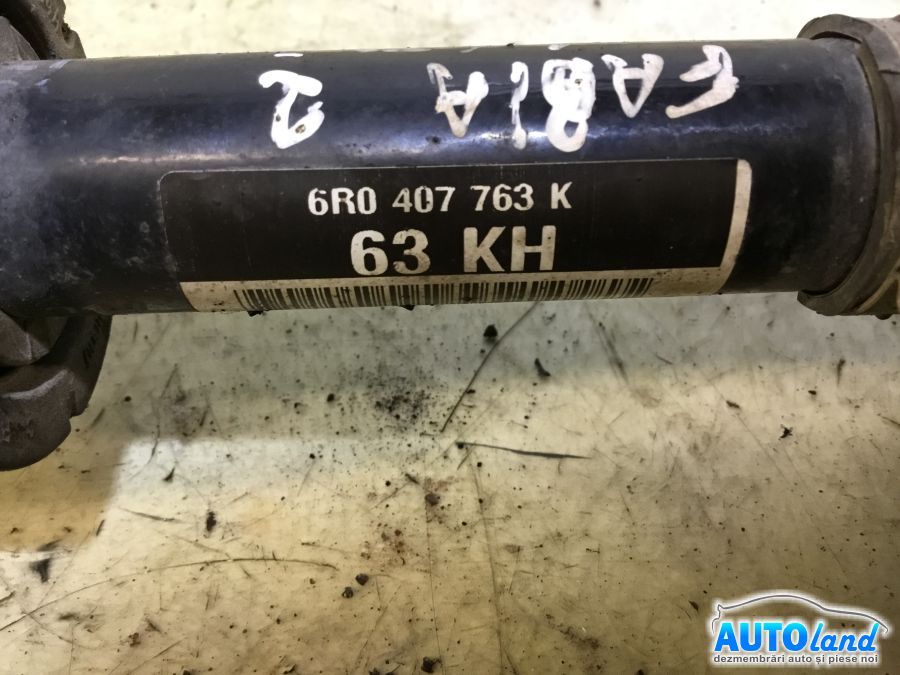 FABIA
2
6R0 407 763 K
63 KH
AUTOland
dezmembrări auto și piese noi